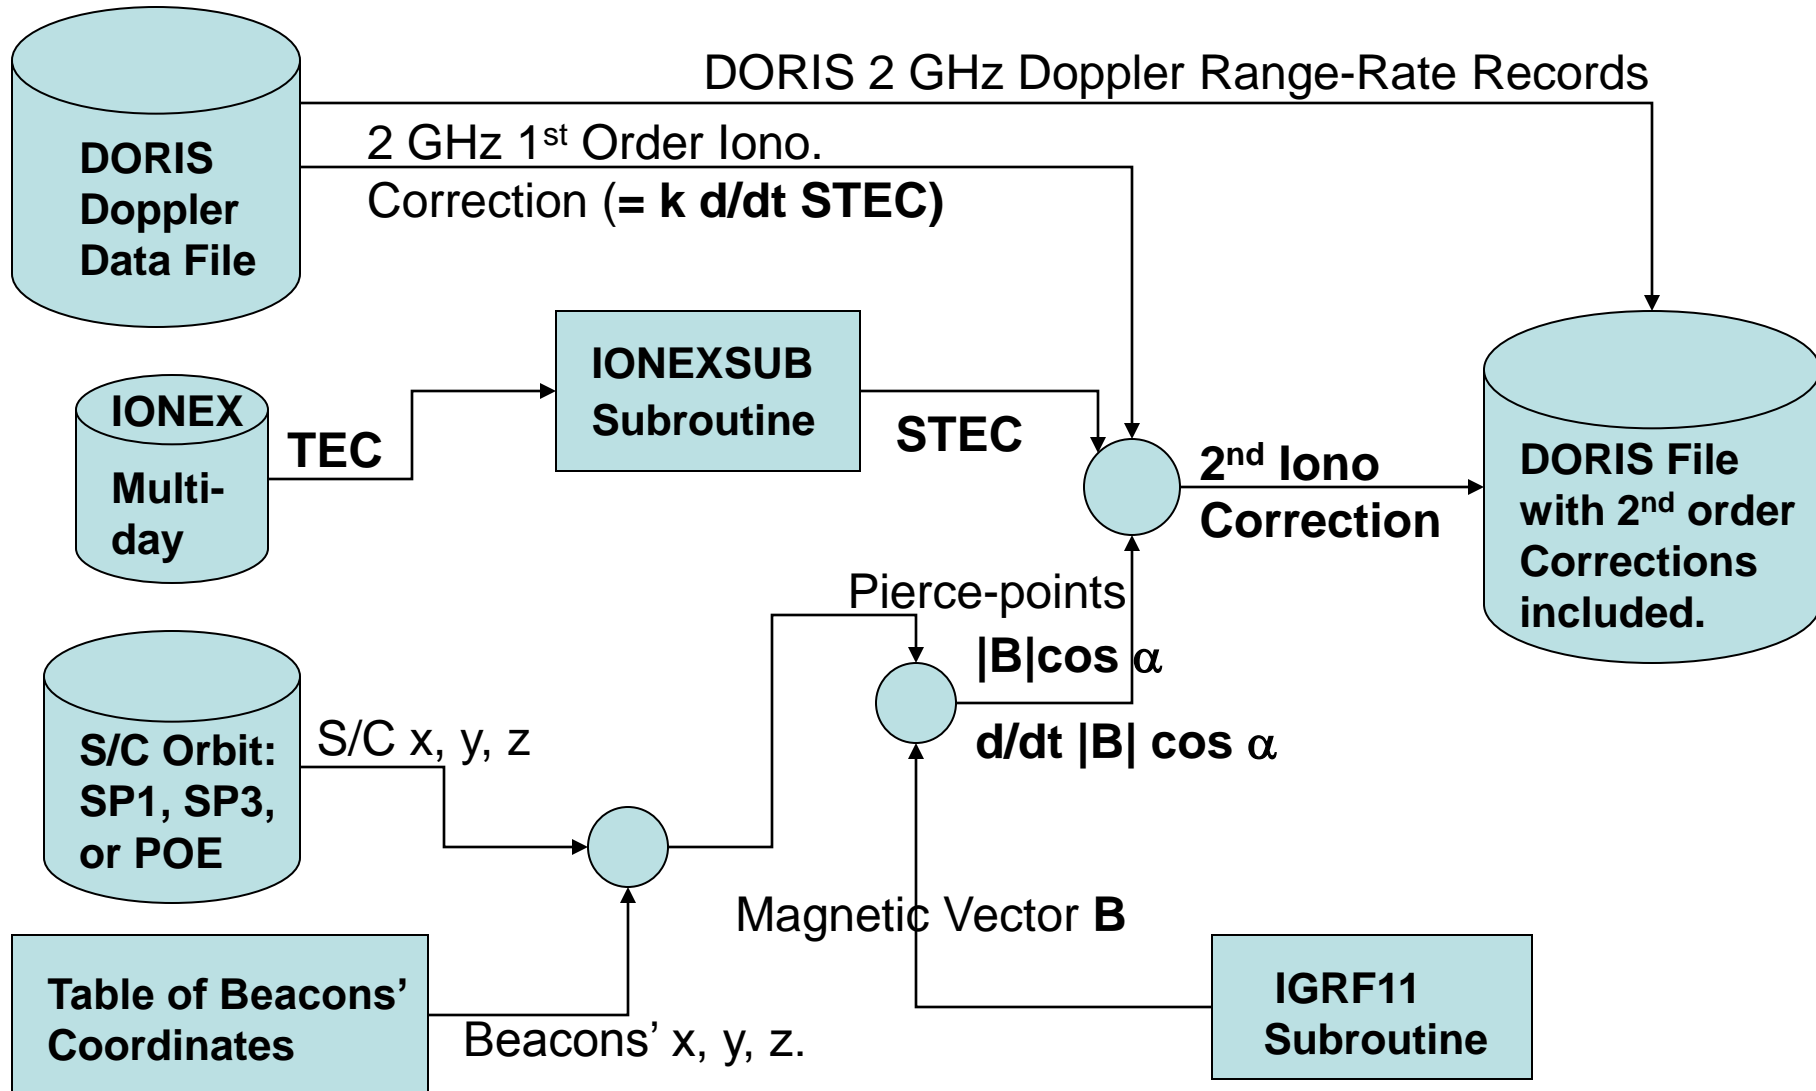 DORIS 2 GHz Doppler Range-Rate Records
2 GHz 1st Order Iono.
Correction (= k d/dt STEC)
DORIS
Doppler
Data File
IONEX
Multi-
day
TEC
IONEXSUB
Subroutine
STEC
2nd Iono
Correction
DORIS File
with 2nd order
Corrections
included.
Pierce-points
|B|cos α
d/dt |B| cos α
S/C Orbit:
SP1, SP3,
or POE
S/C x, y, z
Magnetic Vector B
Table of Beacons’
Coordinates
Beacons’ x, y, z.
IGRF11
Subroutine